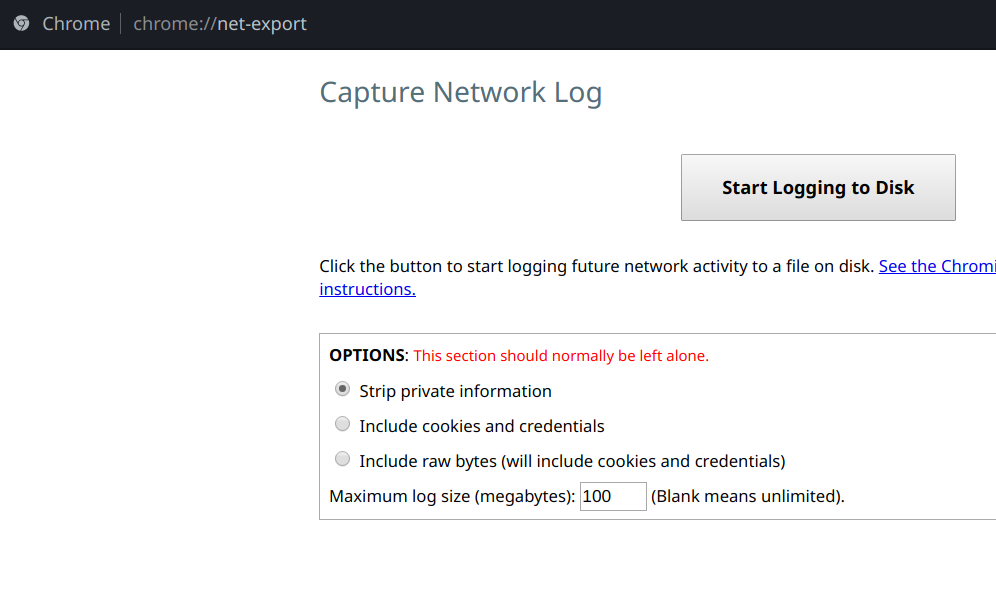 Chrome chrome://net-export
Capture Network Log
Start Logging to Disk
Click the button to start logging future network activity to a file on disk. See the Chromi
instructions.
OPTIONS: This section should normally be left alone.
Strip private information
Include cookies and credentials
Include raw bytes (will include cookies and credentials)
Maximum log size (megabytes): 100 (Blank means unlimited).